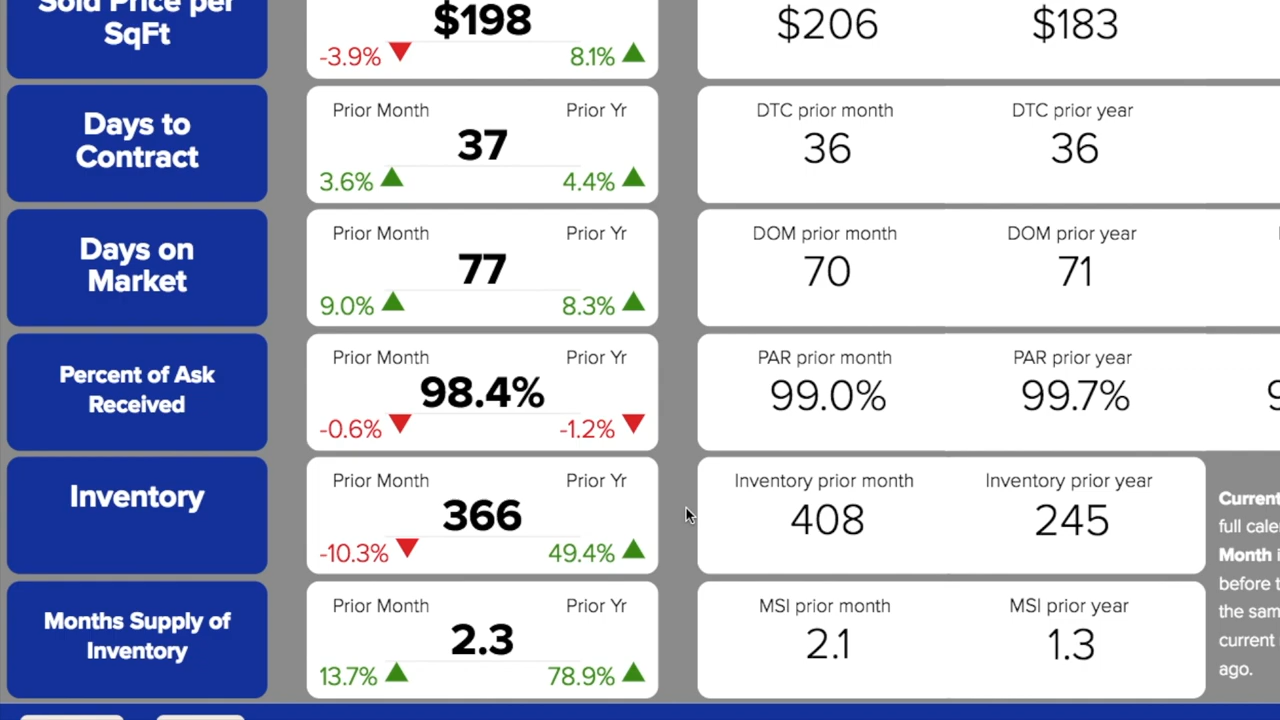 Sold Price per
SqFt
$198
-3.9%
8.1%
$206
$183
Days to
Contract
Prior Month
Prior Yr
37
3.6%
4.4%
DTC prior month
36
DTC prior year
36
Days on
Market
Prior Month
Prior Yr
77
9.0%
8.3%
DOM prior month
70
DOM prior year
71
Percent of Ask
Received
Prior Month
Prior Yr
98.4%
-0.6%
-1.2%
PAR prior month
99.0%
PAR prior year
99.7%
9
Inventory
Prior Month
Prior Yr
366
-10.3%
49.4%
Inventory prior month
408
Inventory prior year
245
Months Supply of
Inventory
Prior Month
Prior Yr
2.3
13.7%
78.9%
MSI prior month
2.1
MSI prior year
1.3
Current
full cale
Month i
before t
the sam
current
ago.